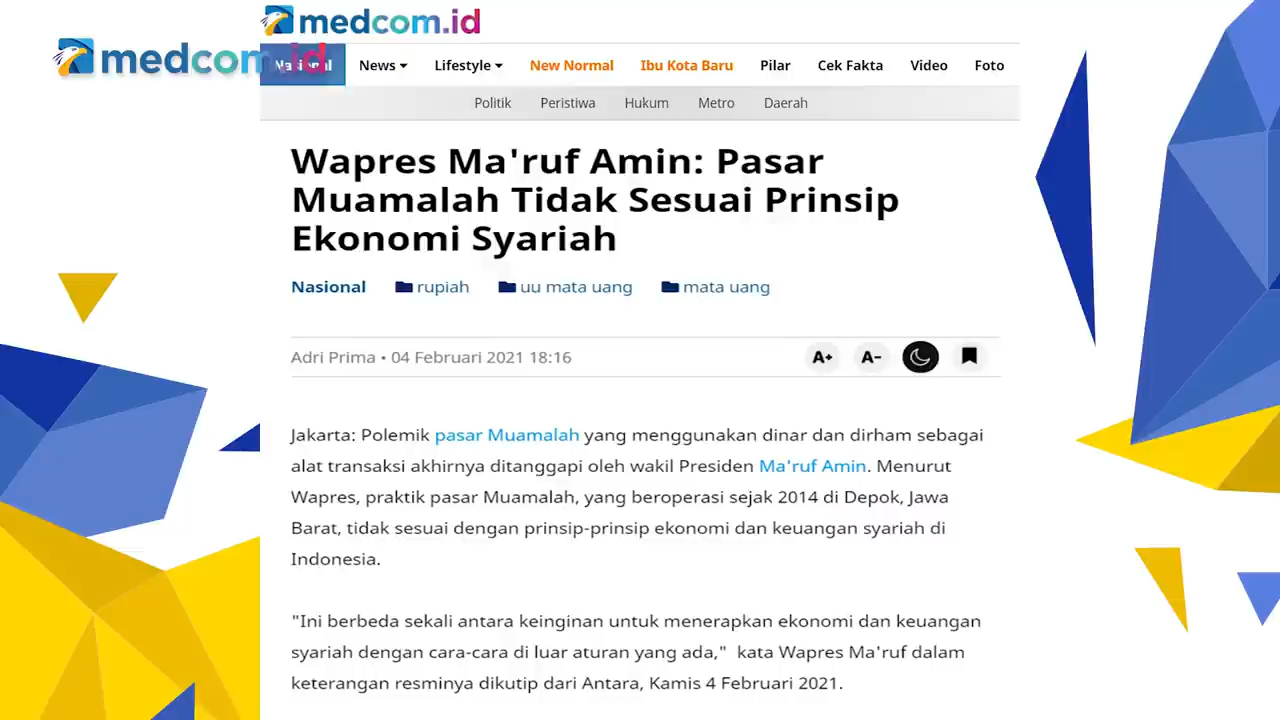 medcom.id
medcom.id
Nasional News Lifestyle New Normal Ibu Kota Baru Pilar Cek Fakta Video Foto
Politik Peristiwa Hukum Metro Daerah
Wapres Ma'ruf Amin: Pasar
Muamalah Tidak Sesuai Prinsip
Ekonomi Syariah
Nasional rupiah uu mata uang mata uang
Adri Prima • 04 Februari 2021 18:16 A+ A-
Jakarta: Polemik pasar Muamalah yang menggunakan dinar dan dirham sebagai
alat transaksi akhirnya ditanggapi oleh wakil Presiden Ma'ruf Amin. Menurut
Wapres, praktik pasar Muamalah, yang beroperasi sejak 2014 di Depok, Jawa
Barat, tidak sesuai dengan prinsip-prinsip ekonomi dan keuangan syariah di
Indonesia.
"Ini berbeda sekali antara keinginan untuk menerapkan ekonomi dan keuangan
syariah dengan cara-cara di luar aturan yang ada," kata Wapres Ma'ruf dalam
keterangan resminya dikutip dari Antara, Kamis 4 Februari 2021.